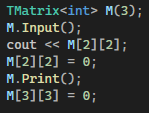 TMatrix<int> M(3);
M.Input();
cout << M[2][2];
M[2][2] = 0;
M.Print();
M[3][3] = 0;